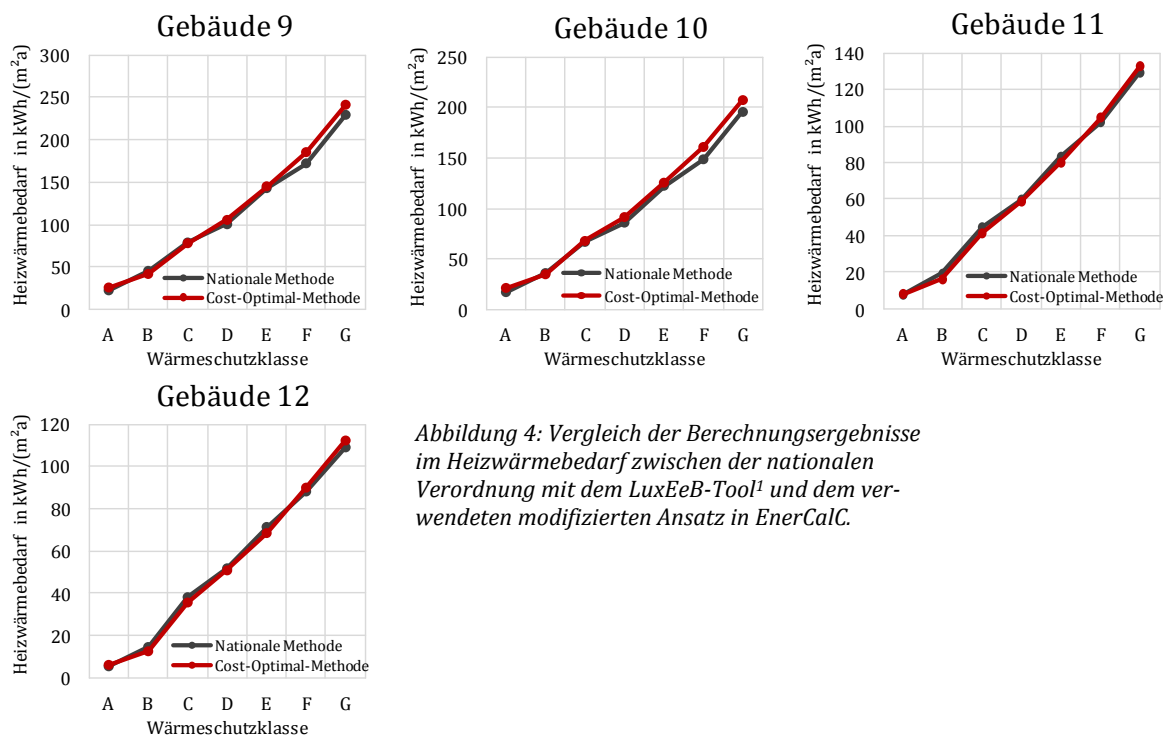 Gebäude 9
Heizwärmebedarf in kWh/(m²a)
300
250
200
150
100
50
0
Nationale Methode
Cost-Optimal-Methode
A B C D E F G
Wärmeschutzklasse
Gebäude 10
Heizwärmebedarf in kWh/(m²a)
250
200
150
100
50
0
Nationale Methode
Cost-Optimal-Methode
A B C D E F G
Wärmeschutzklasse
Gebäude 11
Heizwärmebedarf in kWh/(m²a)
140
120
100
80
60
40
20
0
Nationale Methode
Cost-Optimal-Methode
A B C D E F G
Wärmeschutzklasse
Gebäude 12
Heizwärmebedarf in kWh/(m²a)
120
100
80
60
40
20
0
Nationale Methode
Cost-Optimal-Methode
A B C D E F G
Wärmeschutzklasse
Abbildung 4: Vergleich der Berechnungsergebnisse
im Heizwärmebedarf zwischen der nationalen
Verordnung mit dem LuxEeB-Tool¹ und dem ver-
wendeten modifizierten Ansatz in EnerCalC.